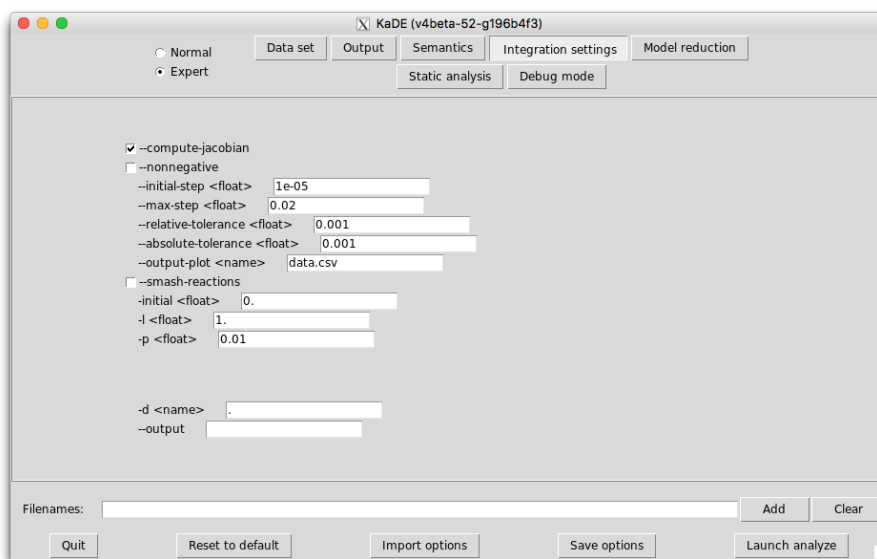 KaDE (v4beta-52-g196b4f3)
Normal
Expert
Data set Output Semantics Integration settings Model reduction
Static analysis Debug mode
--compute-jacobian
--nonnegative
--initial-step <float> 1e-05
--max-step <float> 0.02
--relative-tolerance <float> 0.001
--absolute-tolerance <float> 0.001
--output-plot <name> data.csv
--smash-reactions
-initial <float> 0.
-l <float> 1.
-p <float> 0.01
-d <name> .
--output
Filenames: Add Clear
Quit Reset to default Import options Save options Launch analyze